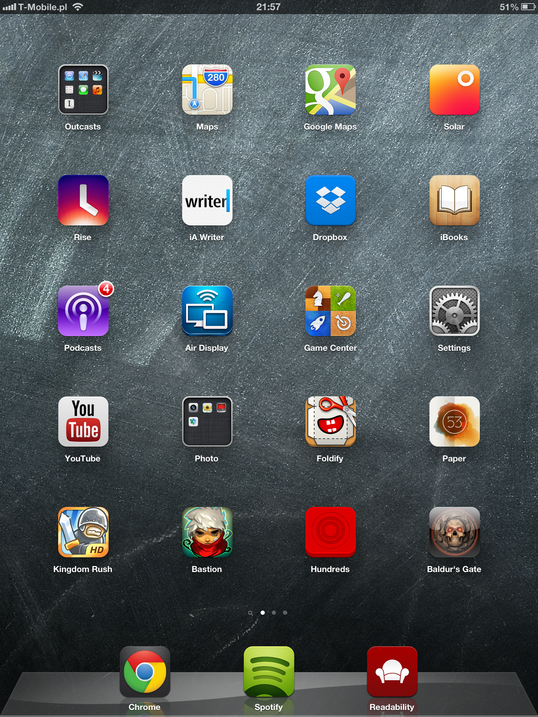 T-Mobile.pl
21:57
51%
280
Outcasts
Maps
Google Maps
Solar
writer
Rise
iA Writer
Dropbox
iBooks
4
Podcasts
Air Display
Game Center
Settings
You
Tube
53
YouTube
Photo
Foldify
Paper
HD
Kingdom Rush
Bastion
Hundreds
Baldur's Gate
Chrome
Spotify
Readability